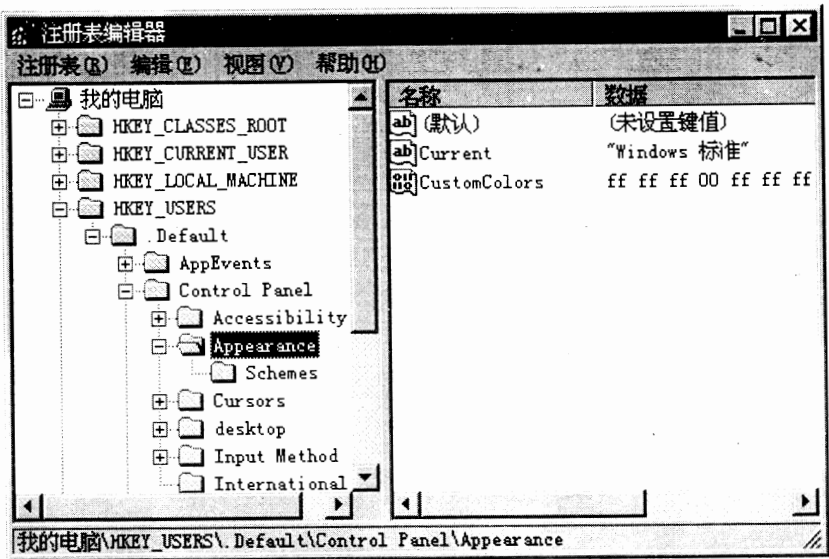 注册表编辑器
注册表(R) 编辑(E) 视图(V) 帮助(H)
我的电脑
HKEY_CLASSES_ROOT
HKEY_CURRENT_USER
HKEY_LOCAL_MACHINE
HKEY_USERS
.Default
AppEvents
Control Panel
Accessibility
Appearance
Schemes
Cursors
desktop
Input Method
International
名称 数据
(默认) (未设置键值)
Current "Windows 标准"
CustomColors ff ff ff 00 ff ff ff
我的电脑\HKEY_USERS\.Default\Control Panel\Appearance